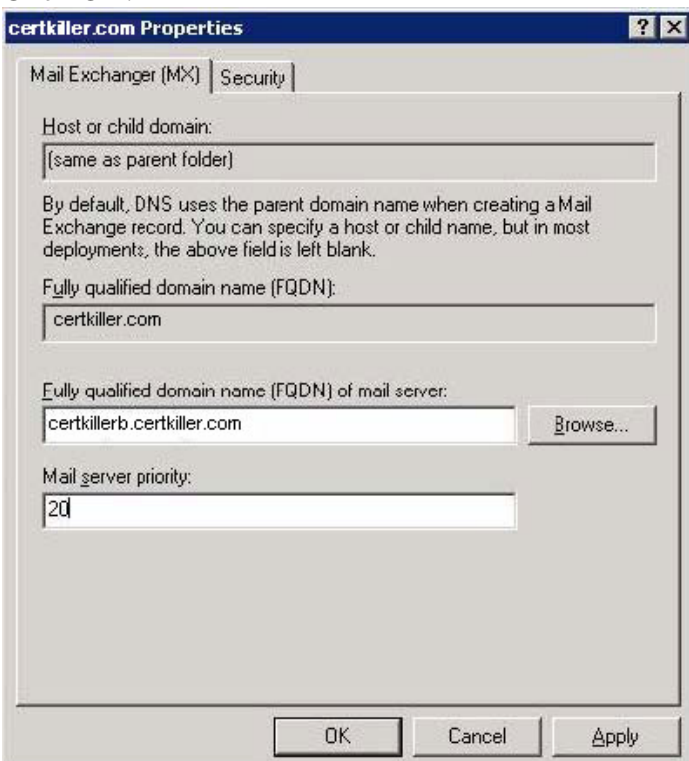 certkiller.com Properties
Mail Exchanger (MX)
Security
Host or child domain:
(same as parent folder)
By default, DNS uses the parent domain name when creating a Mail
Exchange record. You can specify a host or child name, but in most
deployments, the above field is left blank.
Fully qualified domain name (FQDN):
certkiller.com
Fully qualified domain name (FQDN) of mail server:
certkillerb.certkiller.com
Browse...
Mail server priority:
20
OK
Cancel
Apply